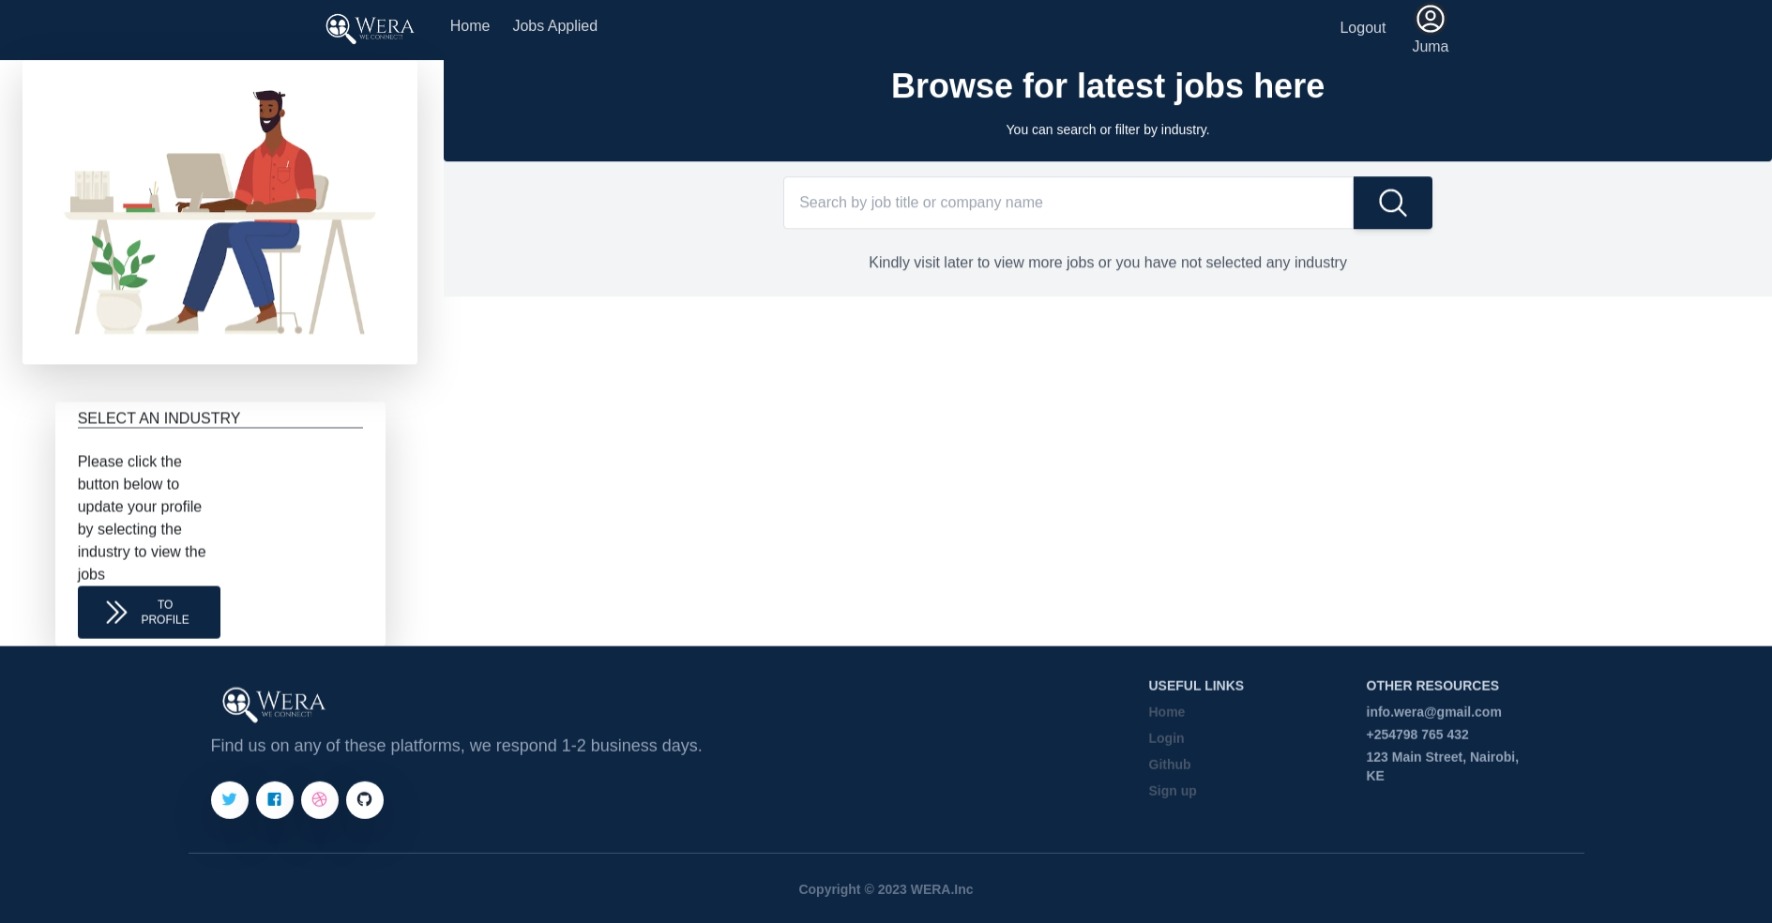 WERA
WE CONNECT!
Home
Jobs Applied
Logout
Juma
Browse for latest jobs here
You can search or filter by industry.
Search by job title or company name
Kindly visit later to view more jobs or you have not selected any industry
SELECT AN INDUSTRY
Please click the
button below to
update your profile
by selecting the
industry to view the
jobs
TO
PROFILE
WERA
WE CONNECT!
Find us on any of these platforms, we respond 1-2 business days.
USEFUL LINKS
Home
Login
Github
Sign up
OTHER RESOURCES
info.wera@gmail.com
+254798 765 432
123 Main Street, Nairobi,
KE
Copyright © 2023 WERA.Inc